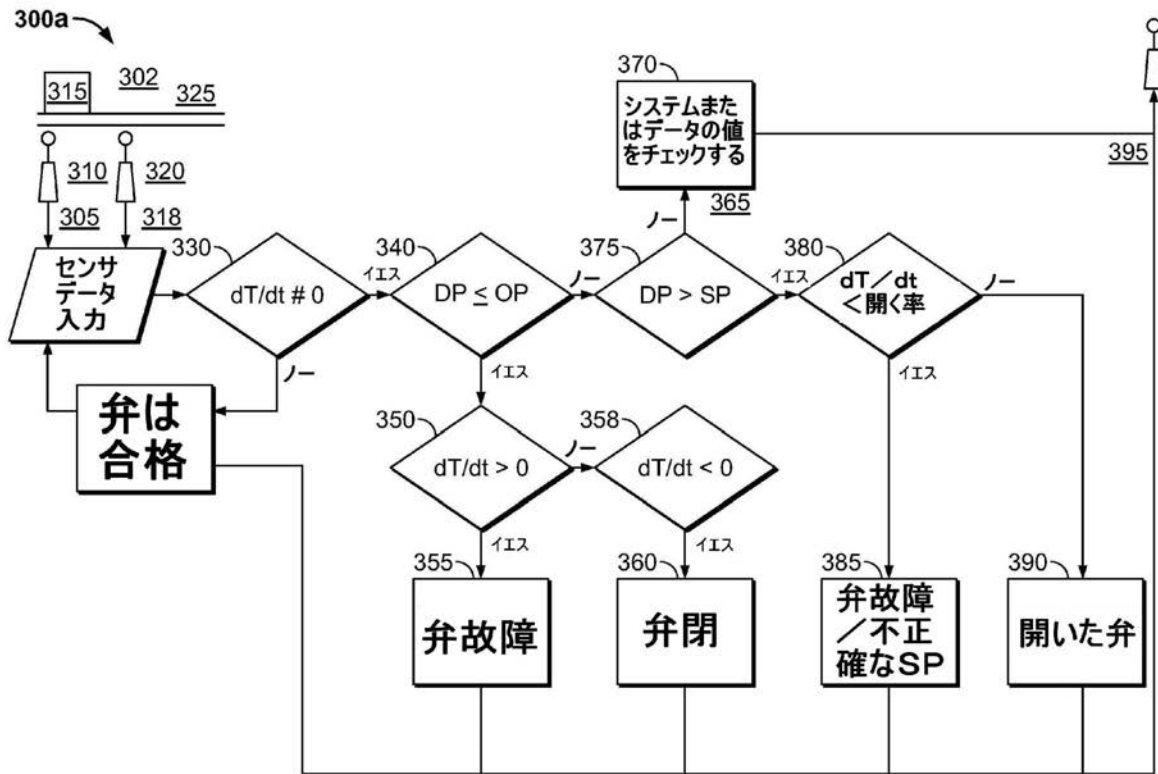 300a
315
302
325
310
320
305
318
センサ
データ
入力
330
dT/dt # 0
イエス
ノー
弁は
合格
340
DP ≤ OP
ノー
イエス
350
dT/dt > 0
ノー
イエス
355
弁故障
358
dT/dt < 0
イエス
360
弁閉
370
システムまた
はデータの値
をチェックする
365
ノー
375
DP > SP
イエス
380
dT／dt
＜開く率
ノー
イエス
385
弁故障
／不正
確なSP
390
開いた弁
395